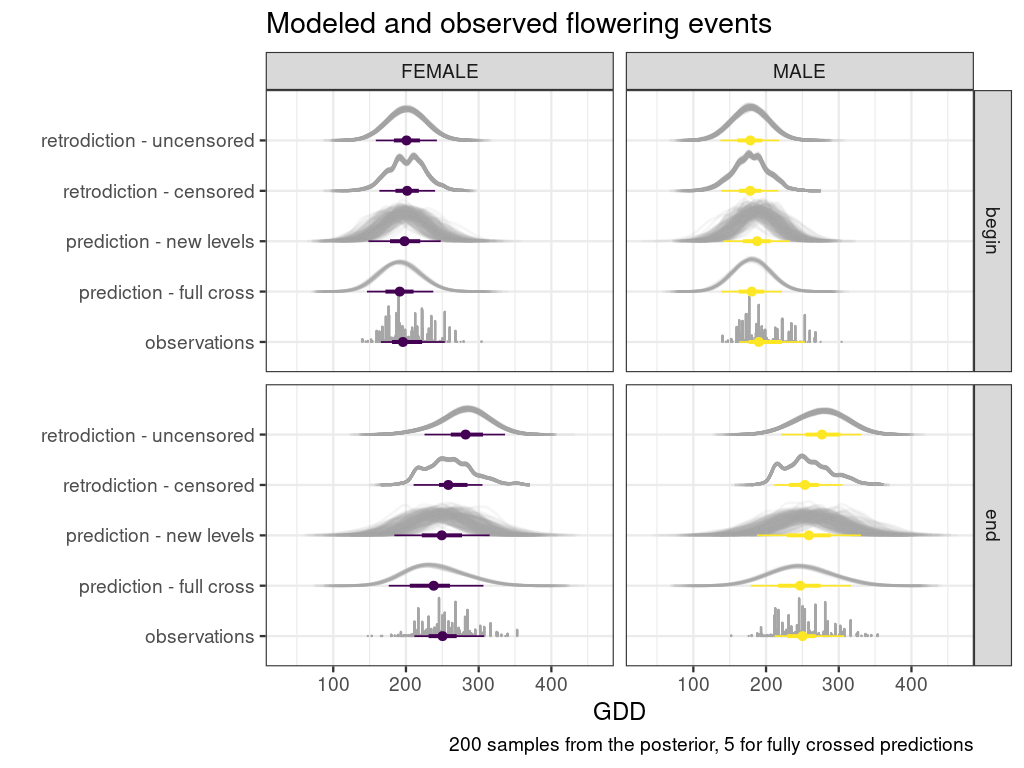 Modeled and observed flowering events
FEMALE
MALE
retrodiction - uncensored
retrodiction - censored
prediction - new levels
prediction - full cross
observations
begin
retrodiction - uncensored
retrodiction - censored
prediction - new levels
prediction - full cross
observations
end
100 200 300 400
100 200 300 400
GDD
200 samples from the posterior, 5 for fully crossed predictions